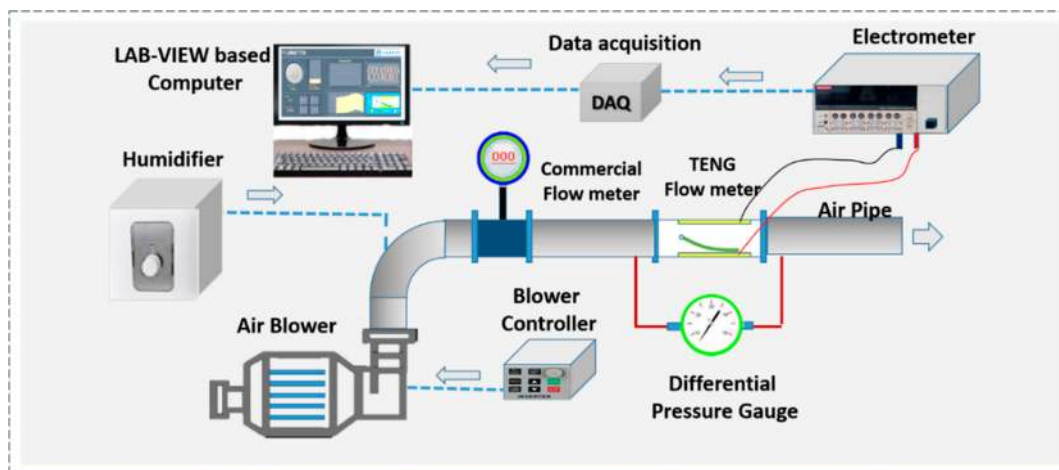 LAB-VIEW based
Computer
Data acquisition
DAQ
Electrometer
Humidifier
000
Commercial
Flow meter
TENG
Flow meter
Air Pipe
Air Blower
Blower
Controller
Differential
Pressure Gauge